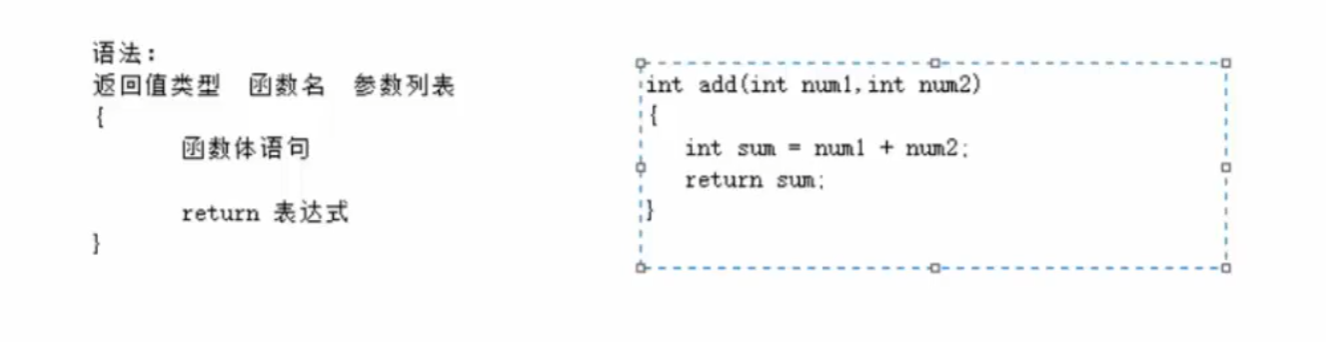 语法：
返回值类型 函数名 参数列表
{
函数体语句
return 表达式
}
int add(int num1,int num2)
{
int sum = num1 + num2;
return sum;
}